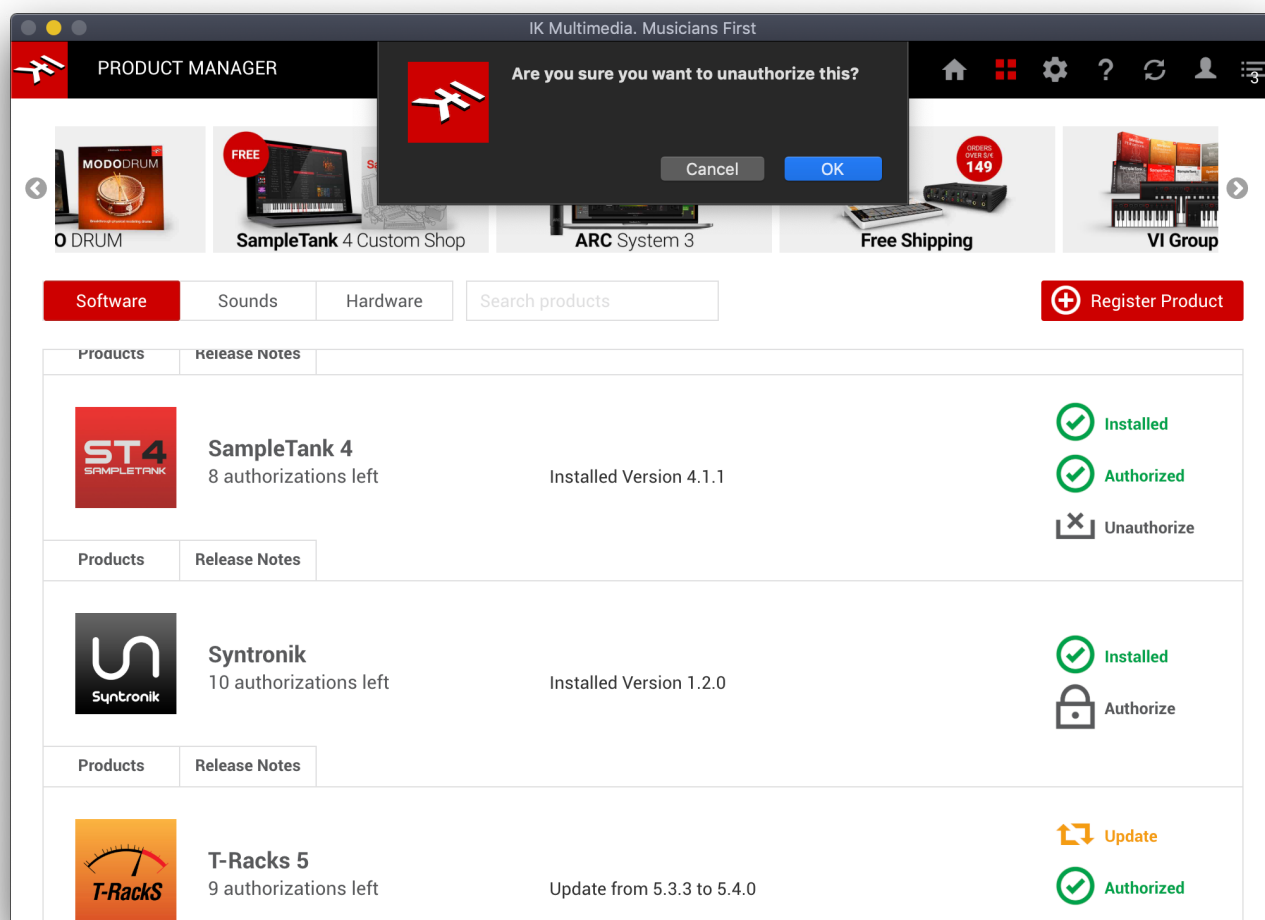 IK Multimedia. Musicians First
PRODUCT MANAGER
Are you sure you want to unauthorize this?
?
3
Cancel
OK
MODODRUM
O DRUM
FREE
SampleTank 4 Custom Shop
ARC System 3
ORDERS
OVER $/€
149
Free Shipping
VI Group
Software
Sounds
Hardware
Search products
Register Product
Products
Release Notes
ST4
SAMPLETANK
SampleTank 4
8 authorizations left
Installed Version 4.1.1
Installed
Authorized
Unauthorize
Products
Release Notes
Syntronik
Syntronik
10 authorizations left
Installed Version 1.2.0
Installed
Authorize
Products
Release Notes
T-RackS
T-Racks 5
9 authorizations left
Update from 5.3.3 to 5.4.0
Update
Authorized